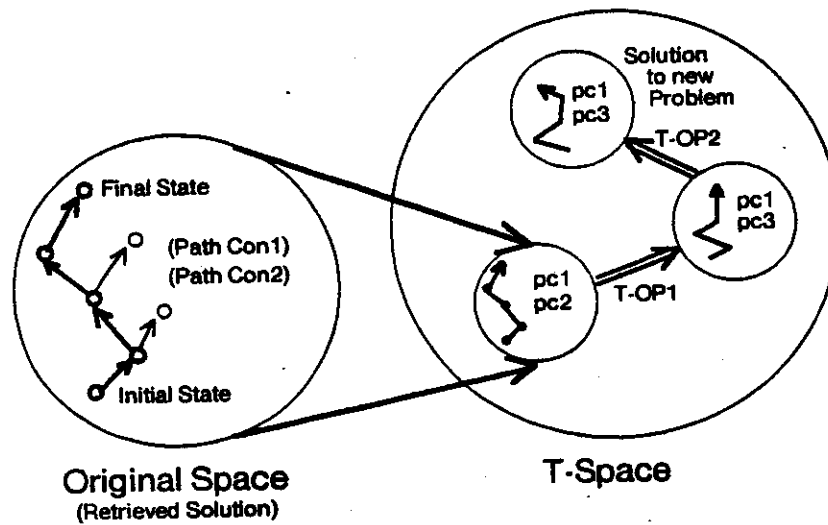 Final State
(Path Con1)
(Path Con2)
Initial State
Original Space
(Retrieved Solution)
Solution
to new
Problem
pc1
pc3
T-OP2
pc1
pc3
pc1
pc2
T-OP1
T-Space